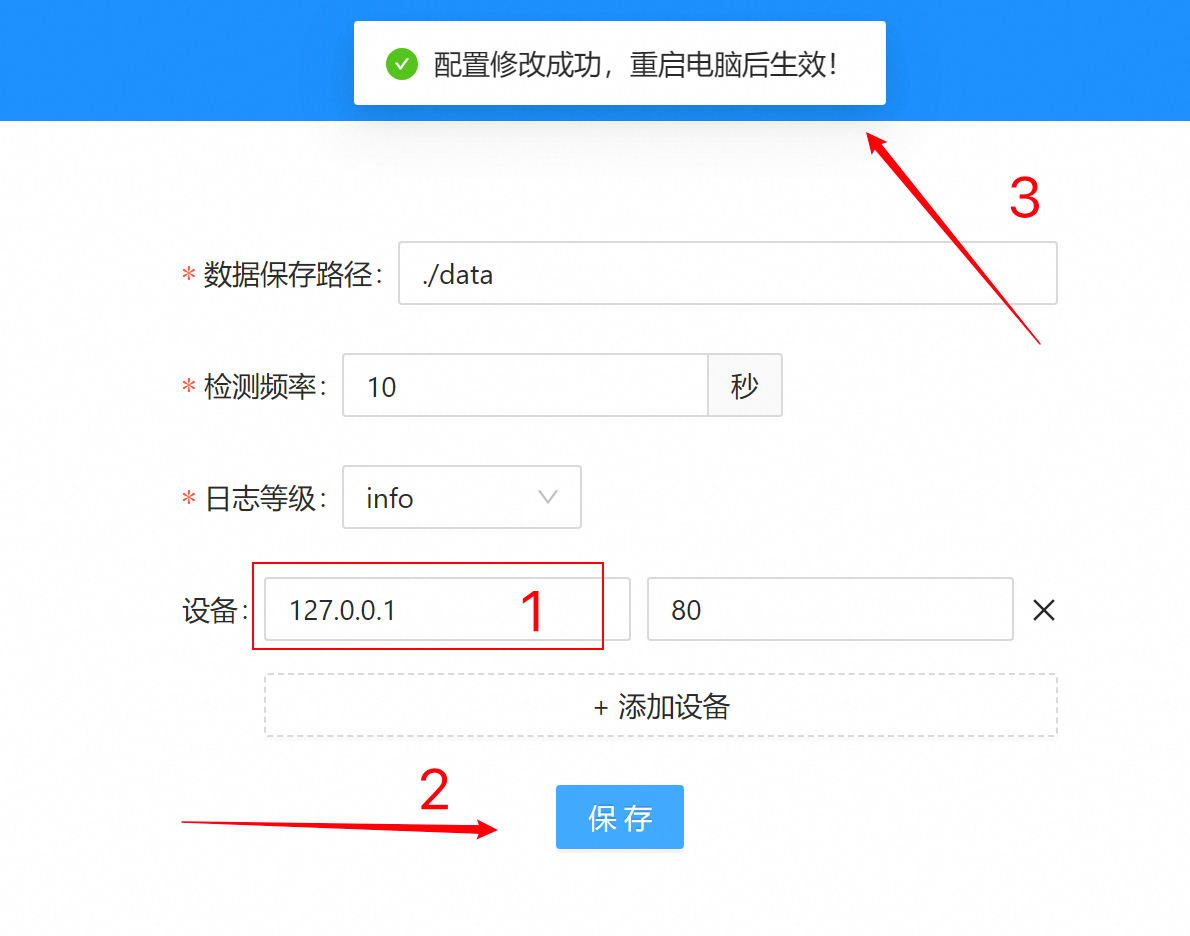 配置修改成功，重启电脑后生效！
3
* 数据保存路径： ./data
* 检测频率： 10 秒
* 日志等级： info
设备： 127.0.0.1 1 80
+ 添加设备
2
保 存